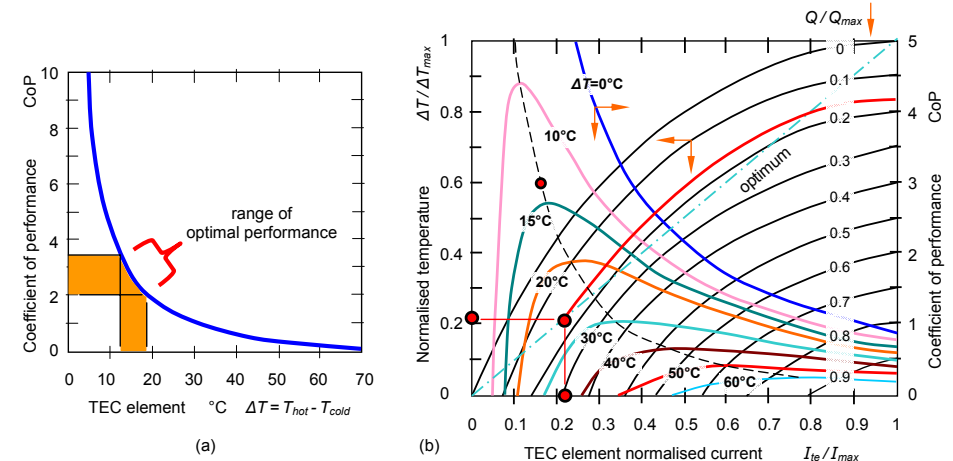 (a)
CoP
Coefficient of performance
10
8
6
4
2
0
range of
optimal performance
0 10 20 30 40 50 60 70
TEC element °C ΔT = Thot - Tcold
(b)
Q/Qmax
ΔT/ΔTmax
Normalised temperature
1
0.8
0.6
0.4
0.2
0
ΔT=0°C
10°C
15°C
20°C
30°C
40°C
50°C
60°C
optimum
0
0.1
0.2
0.3
0.4
0.5
0.6
0.7
0.8
0.9
5
4
3
2
1
0
CoP
Coefficient of performance
0 0.1 0.2 0.3 0.4 0.5 0.6 0.7 0.8 0.9 1
TEC element normalised current Ite/Imax